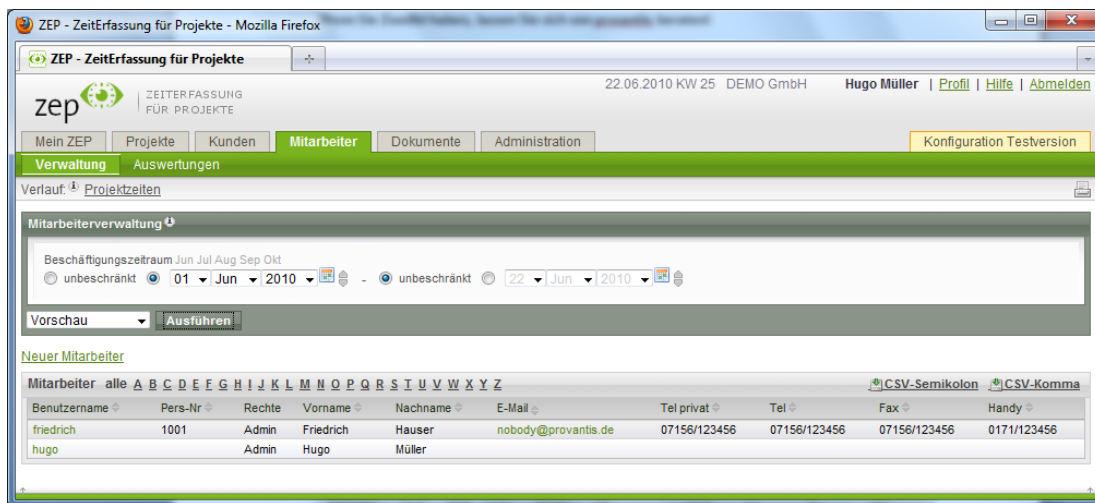 ZEP - ZeitErfassung für Projekte - Mozilla Firefox
ZEP - ZeitErfassung für Projekte
22.06.2010 KW 25 DEMO GmbH Hugo Müller | Profil | Hilfe | Abmelden
zep ZEITERFASSUNG
FÜR PROJEKTE
Mein ZEP Projekte Kunden Mitarbeiter Dokumente Administration Konfiguration Testversion
Verwaltung Auswertungen
Verlauf: Projektzeiten
Mitarbeiterverwaltung
Beschäftigungszeitraum Jun Jul Aug Sep Okt
unbeschränkt 01 Jun 2010 - unbeschränkt 22 Jun 2010
Vorschau Ausführen
Neuer Mitarbeiter
Mitarbeiter alle A B C D E F G H I J K L M N O P Q R S T U V W X Y Z CSV-Semikolon CSV-Komma
Benutzername Pers-Nr Rechte Vorname Nachname E-Mail Tel privat Tel Fax Handy
friedrich 1001 Admin Friedrich Hauser nobody@provantis.de 07156/123456 07156/123456 07156/123456 0171/123456
hugo Admin Hugo Müller